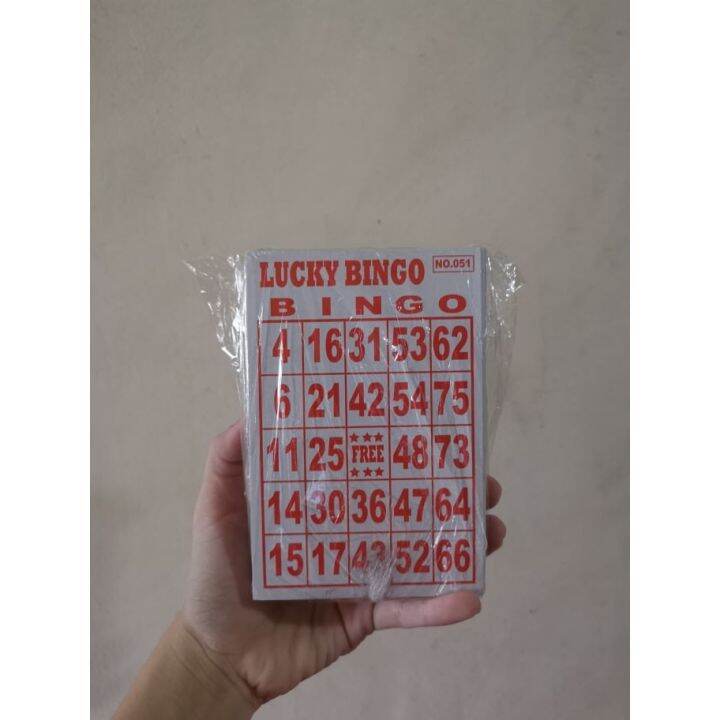 LUCKY BINGO NO.051
B I N G O
4 16 31 53 62
6 21 42 54 75
11 25 FREE 48 73
14 30 36 47 64
15 17 52 66